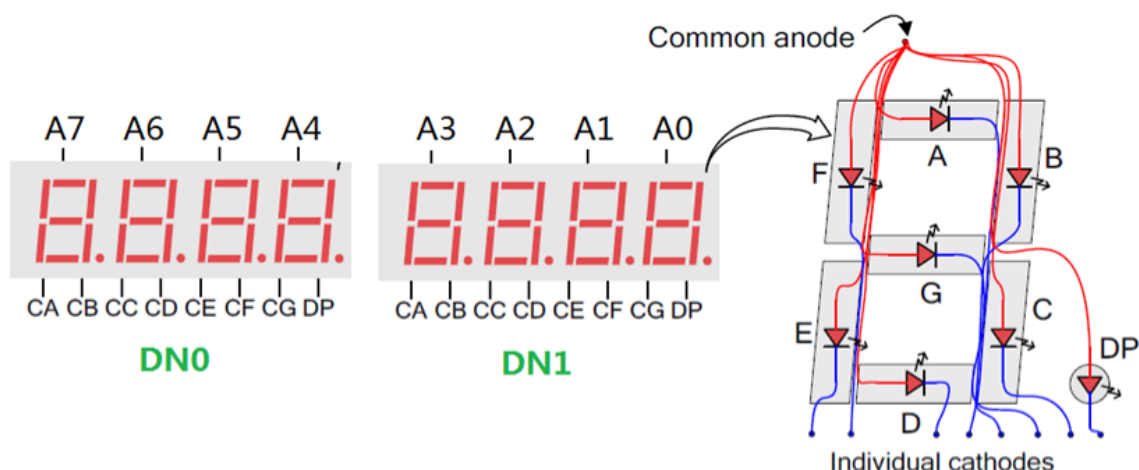 Common anode
A7 A6 A5 A4
A3 A2 A1 A0
A
F
B
G
E
C
DP
D
CA CB CC CD CE CF CG DP
CA CB CC CD CE CF CG DP
DN0
DN1
Individual cathodes